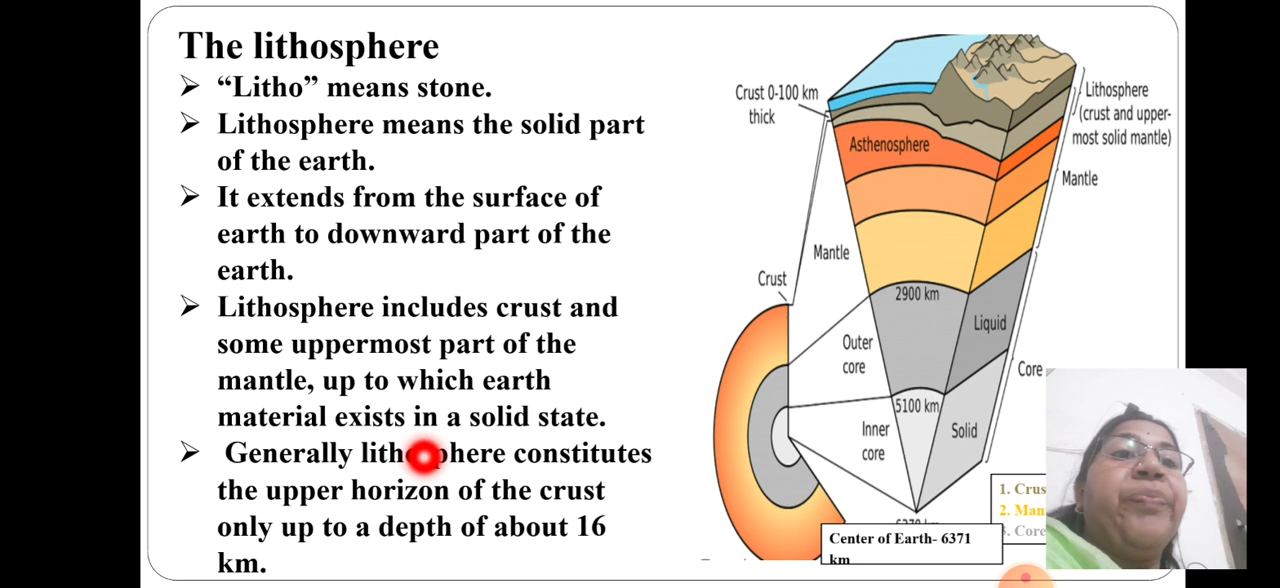 The lithosphere
➢ “Litho” means stone.
➢ Lithosphere means the solid part
of the earth.
➢ It extends from the surface of
earth to downward part of the
earth.
➢ Lithosphere includes crust and
some uppermost part of the
mantle, up to which earth
material exists in a solid state.
➢ Generally lithosphere constitutes
the upper horizon of the crust
only up to a depth of about 16
km.
Crust 0-100 km
thick
Asthenosphere
Lithosphere
(crust and upper-
most solid mantle)
Mantle
Mantle
Crust
2900 km
Liquid
Outer
core
Core
5100 km
Inner
core
Solid
Center of Earth- 6371
km
1. Crus
2. Man
Core